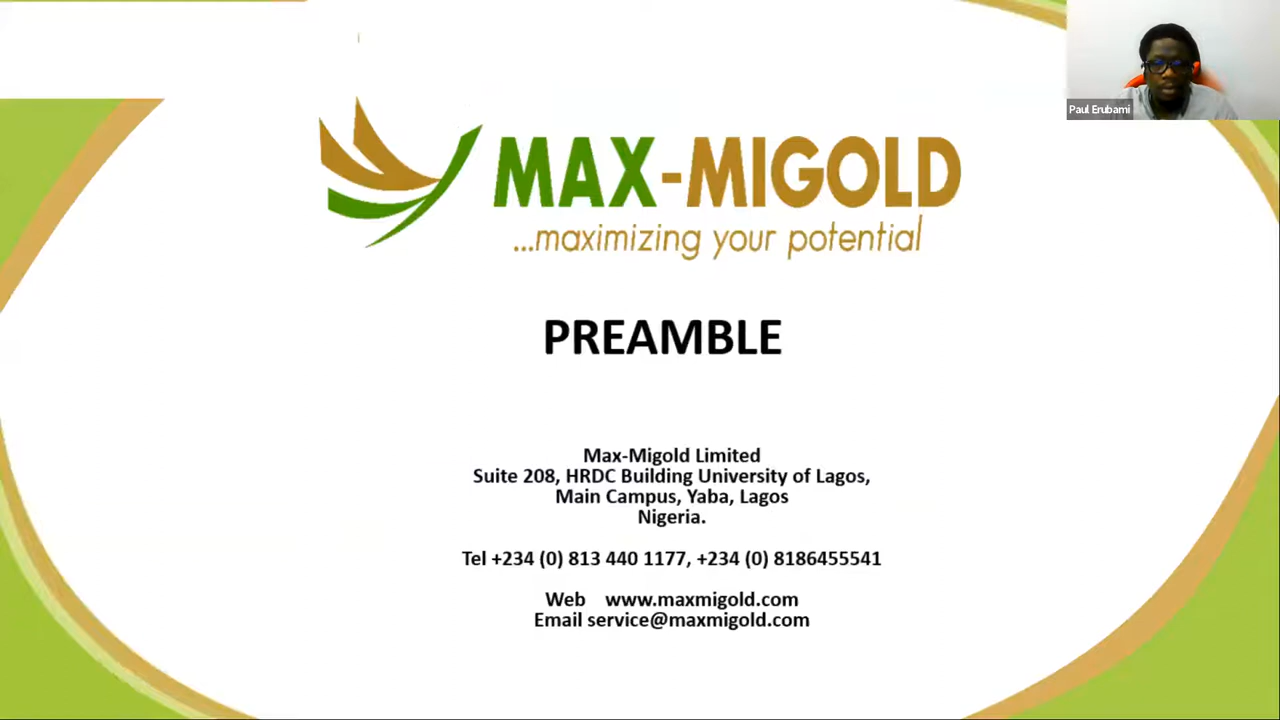 Paul Erubami
MAX-MIGOLD
...maximizing your potential
PREAMBLE
Max-Migold Limited
Suite 208, HRDC Building University of Lagos,
Main Campus, Yaba, Lagos
Nigeria.
Tel +234 (0) 813 440 1177, +234 (0) 8186455541
Web www.maxmigold.com
Email service@maxmigold.com